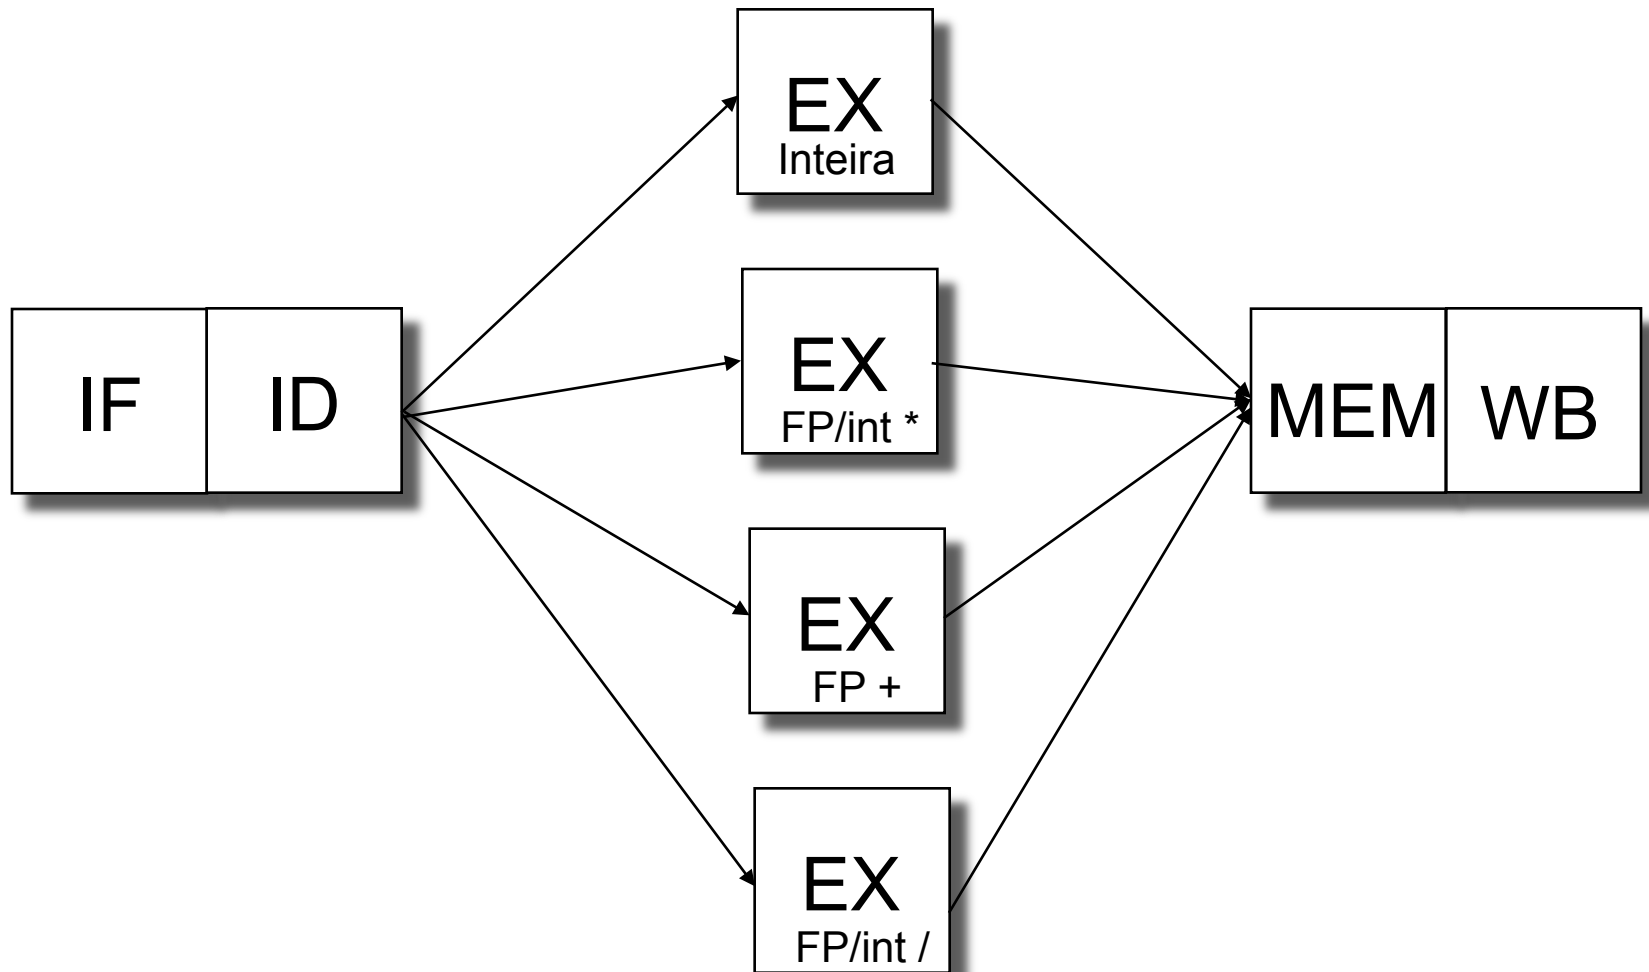 IF
ID
EX
Inteira
EX
FP/int *
EX
FP +
EX
FP/int /
MEM
WB